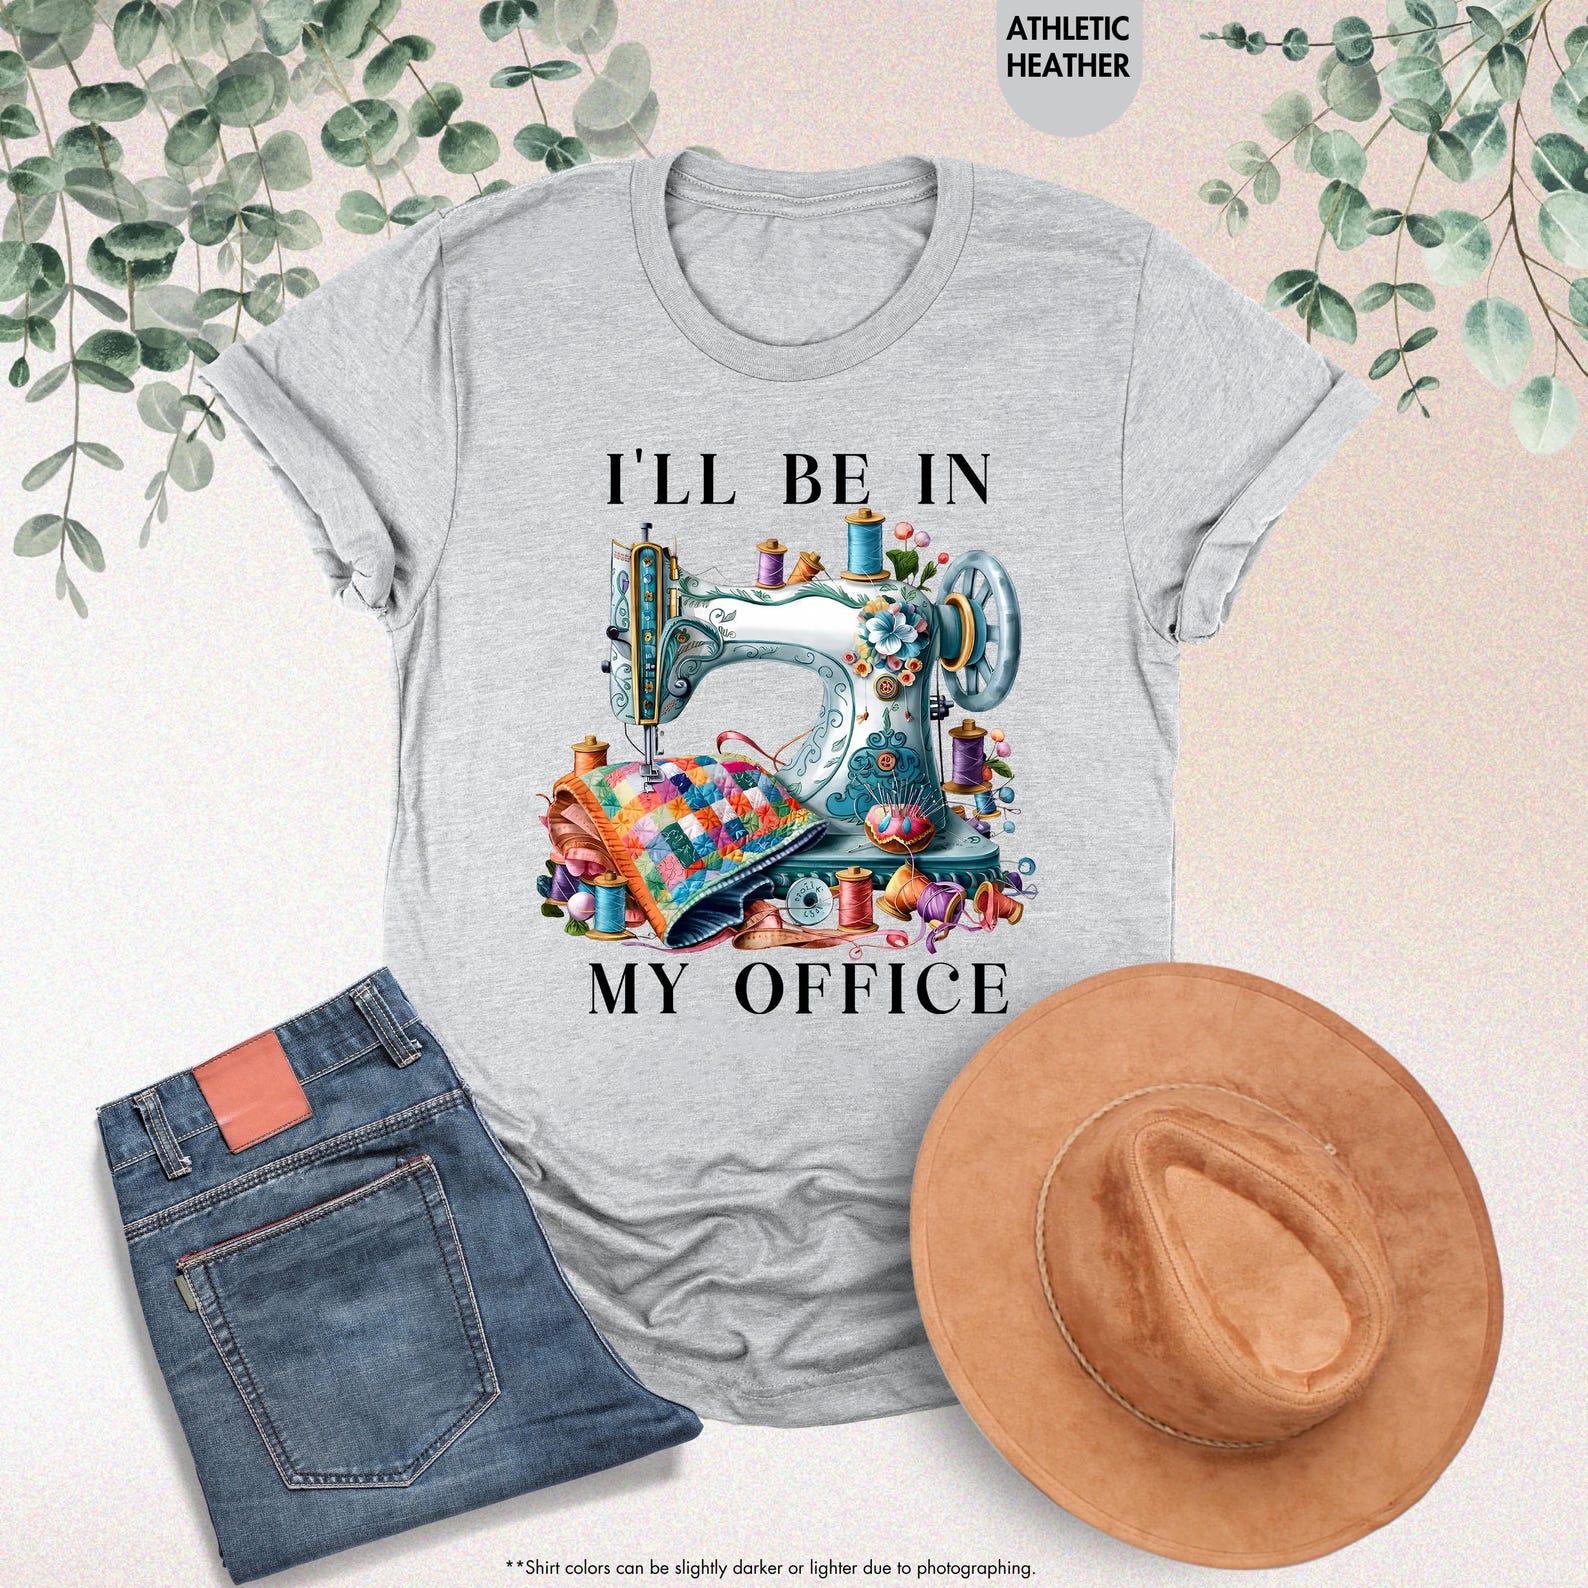 ATHLETIC
HEATHER
I'LL BE IN
MY OFFICE
**Shirt colors can be slightly darker or lighter due to photographing.